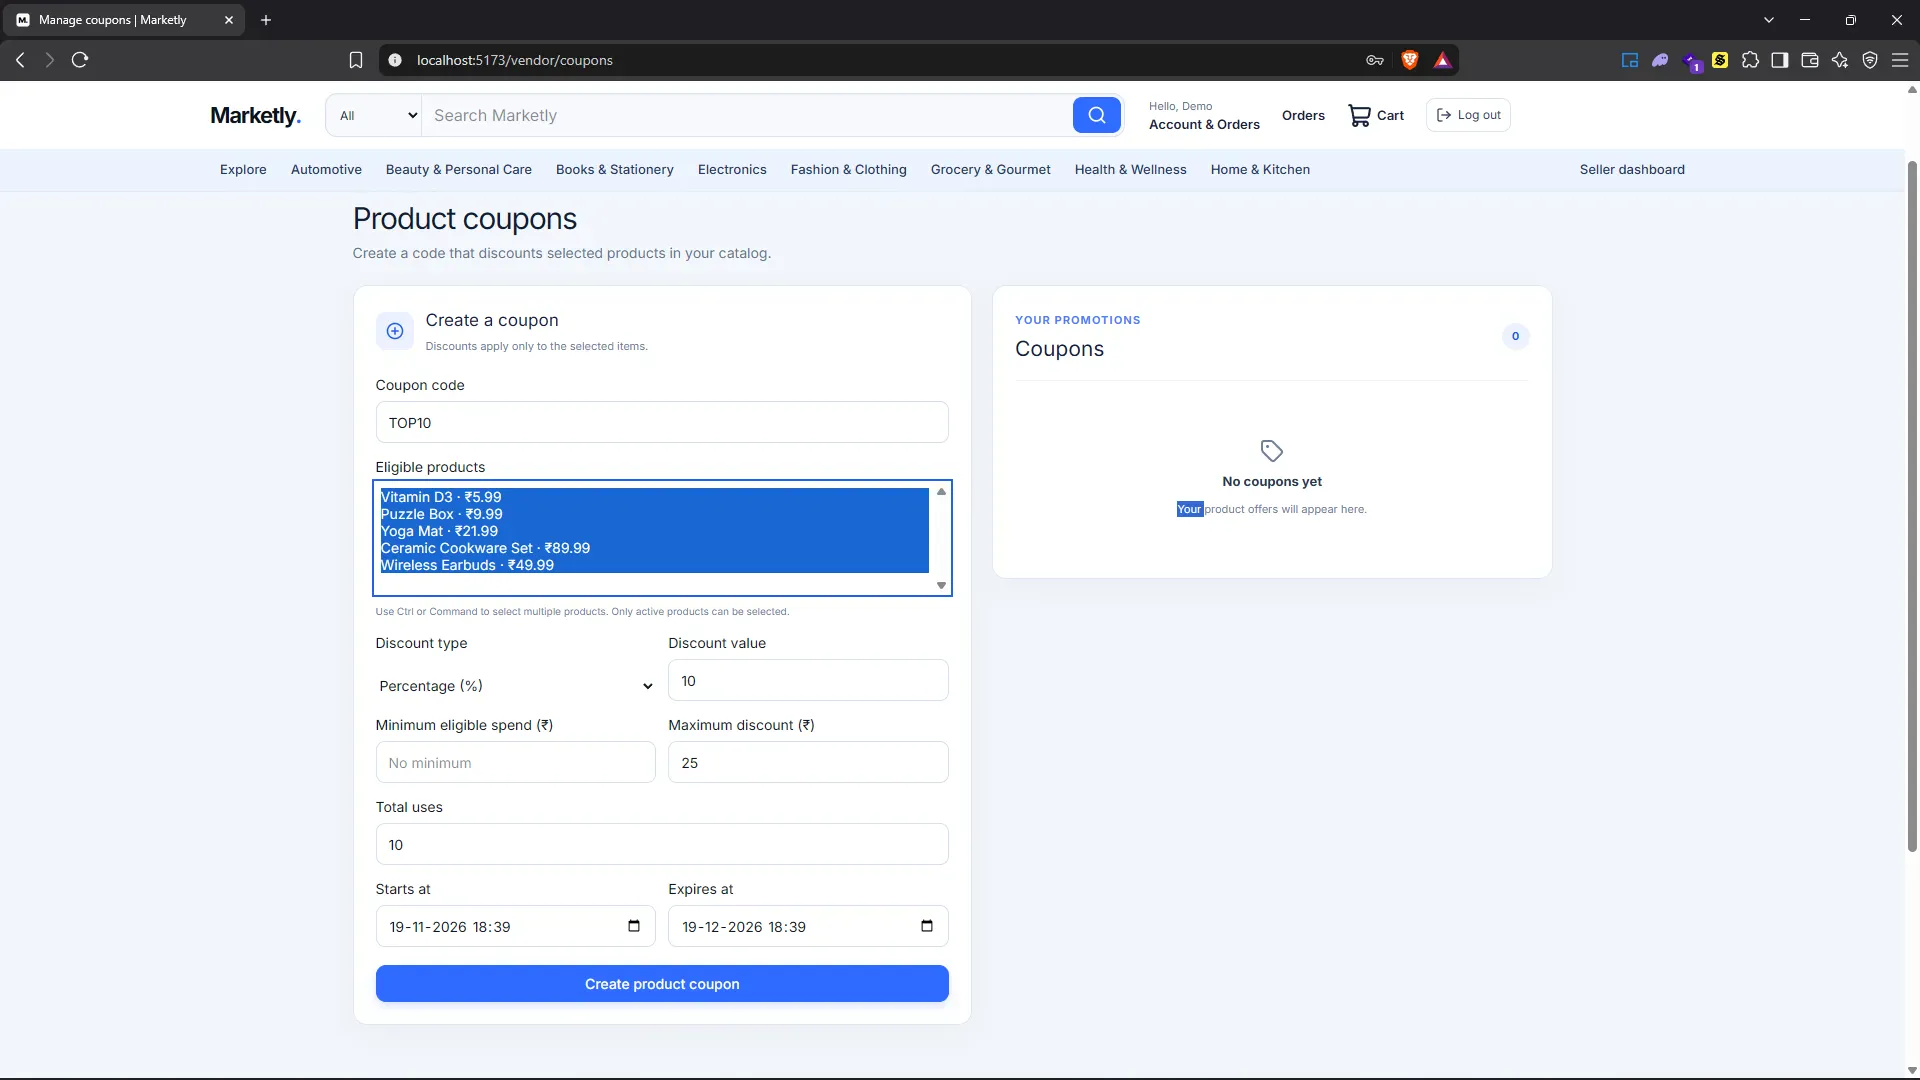 Manage coupons | Marketly
localhost:5173/vendor/coupons
1
Marketly.
All
Search Marketly
Hello, Demo
Account & Orders
Orders
Cart
Log out
Explore
Automotive
Beauty & Personal Care
Books & Stationery
Electronics
Fashion & Clothing
Grocery & Gourmet
Health & Wellness
Home & Kitchen
Seller dashboard
Product coupons
Create a code that discounts selected products in your catalog.
Create a coupon
Discounts apply only to the selected items.
Coupon code
TOP10
Eligible products
Vitamin D3 · ₹5.99
Puzzle Box · ₹9.99
Yoga Mat · ₹21.99
Ceramic Cookware Set · ₹89.99
Wireless Earbuds · ₹49.99
Use Ctrl or Command to select multiple products. Only active products can be selected.
Discount type
Discount value
Percentage (%)
10
Minimum eligible spend (₹)
Maximum discount (₹)
No minimum
25
Total uses
10
Starts at
Expires at
19-11-2026 18:39
19-12-2026 18:39
Create product coupon
YOUR PROMOTIONS
Coupons
0
No coupons yet
Your product offers will appear here.